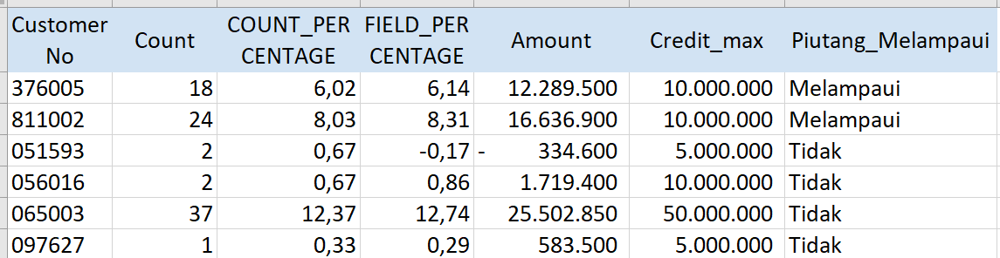 Customer No Count COUNT_PER CENTAGE FIELD_PER CENTAGE Amount Credit_max Piutang_Melampaui
376005 18 6,02 6,14 12.289.500 10.000.000 Melampaui
811002 24 8,03 8,31 16.636.900 10.000.000 Melampaui
051593 2 0,67 -0,17 - 334.600 5.000.000 Tidak
056016 2 0,67 0,86 1.719.400 10.000.000 Tidak
065003 37 12,37 12,74 25.502.850 50.000.000 Tidak
097627 1 0,33 0,29 583.500 5.000.000 Tidak